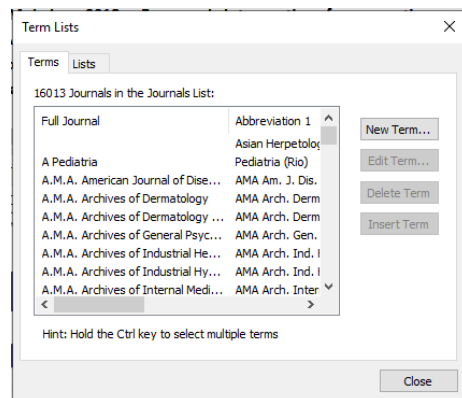 Term Lists
Terms Lists
16013 Journals in the Journals List:
Full Journal Abbreviation 1
Asian Herpetolog
A Pediatria Pediatria (Rio)
A.M.A. American Journal of Dise... AMA Am. J. Dis.
A.M.A. Archives of Dermatology AMA Arch. Derm
A.M.A. Archives of Dermatology ... AMA Arch. Derm
A.M.A. Archives of General Psyc... AMA Arch. Gen.
A.M.A. Archives of Industrial He... AMA Arch. Ind. H
A.M.A. Archives of Industrial Hy... AMA Arch. Ind. H
A.M.A. Archives of Internal Medi... AMA Arch. Inter
New Term...
Edit Term...
Delete Term
Insert Term
Hint: Hold the Ctrl key to select multiple terms
Close